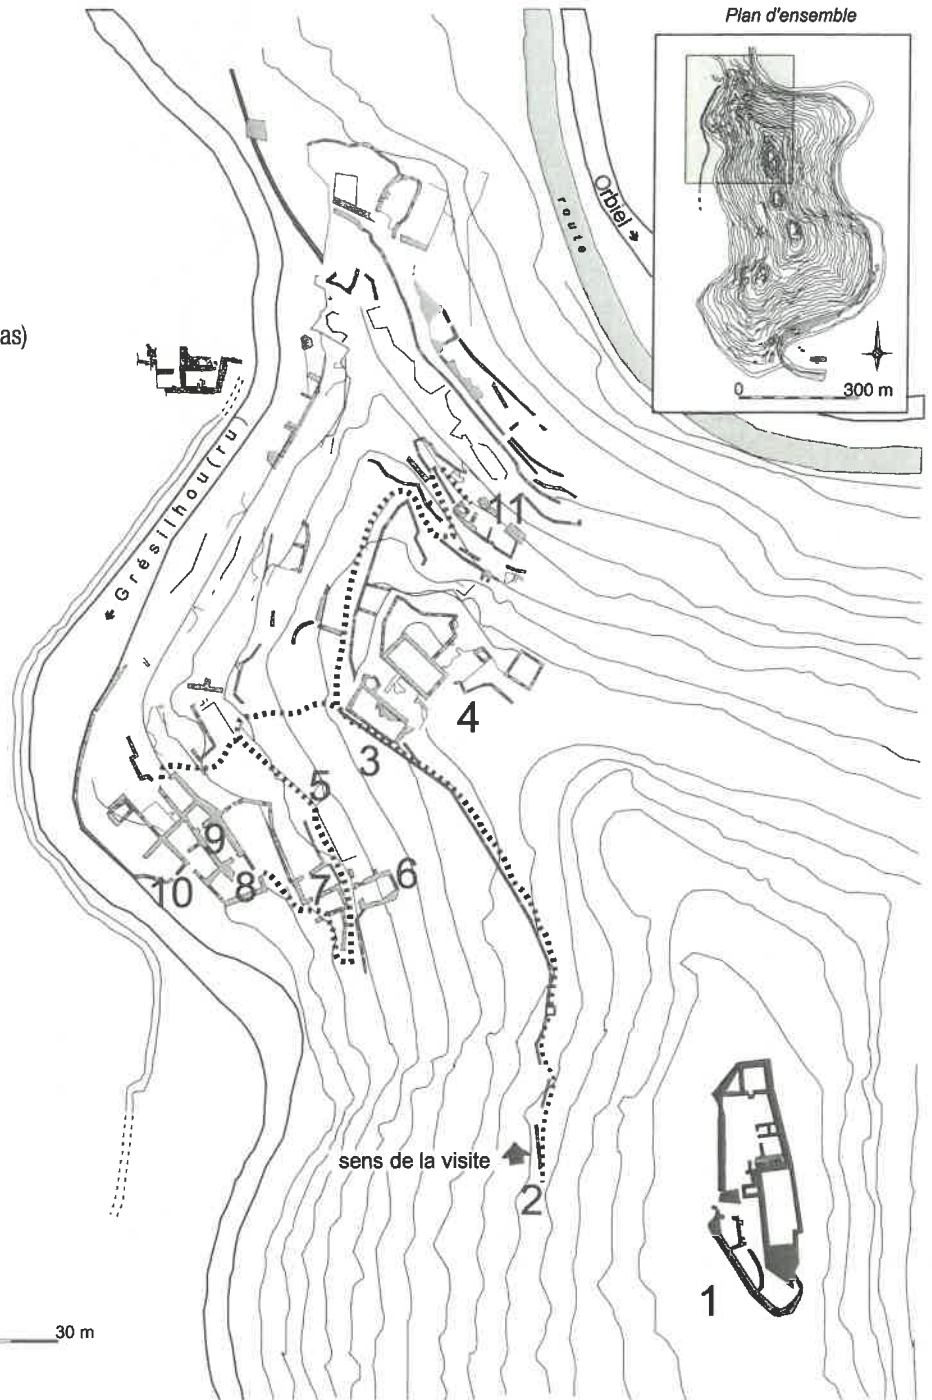 Plan d'ensemble
Orbiel
route
0 300 m
as)
Grésilhou (ru
11
4
3
5
6
7
9
8
10
sens de la visite
2
1
30 m